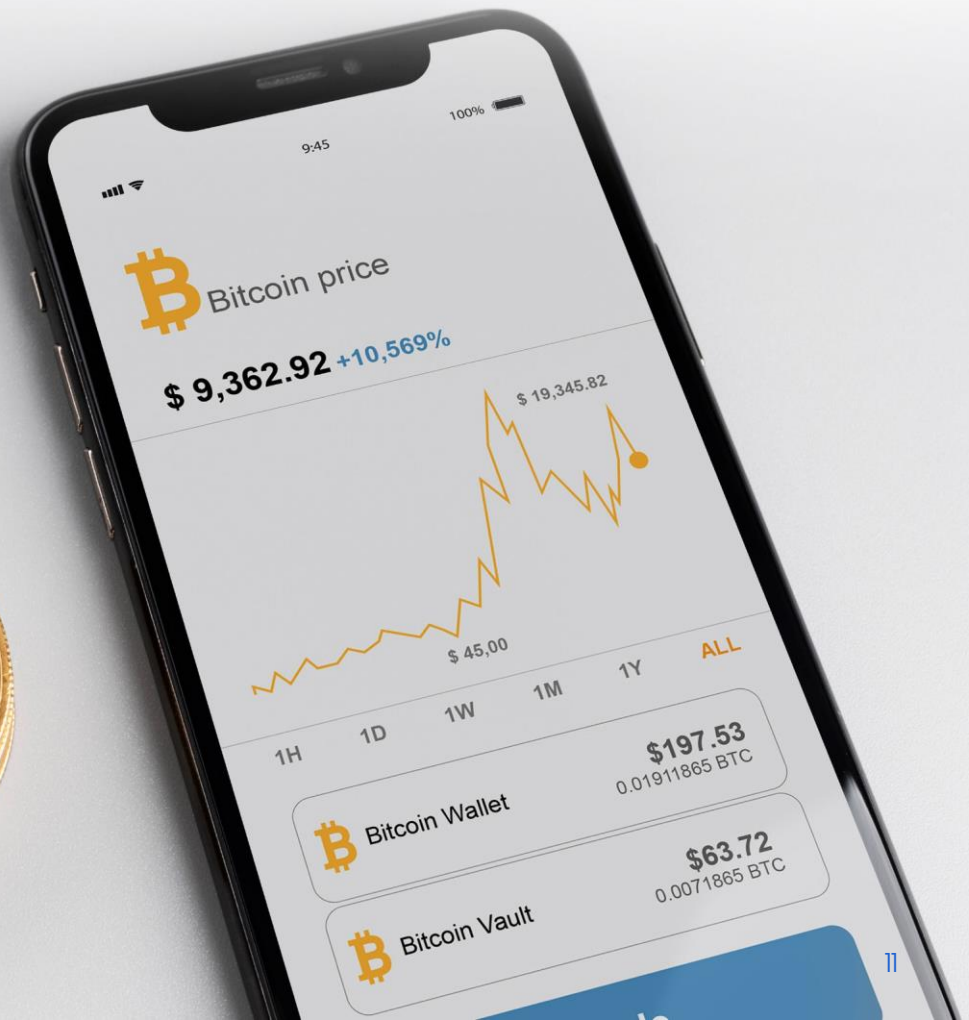 9:45
100%
Bitcoin price
$ 9,362.92 +10,569%
$ 19,345.82
$ 45,00
1H 1D 1W 1M 1Y ALL
Bitcoin Wallet
$197.53
0.01911865 BTC
Bitcoin Vault
$63.72
0.0071865 BTC
11